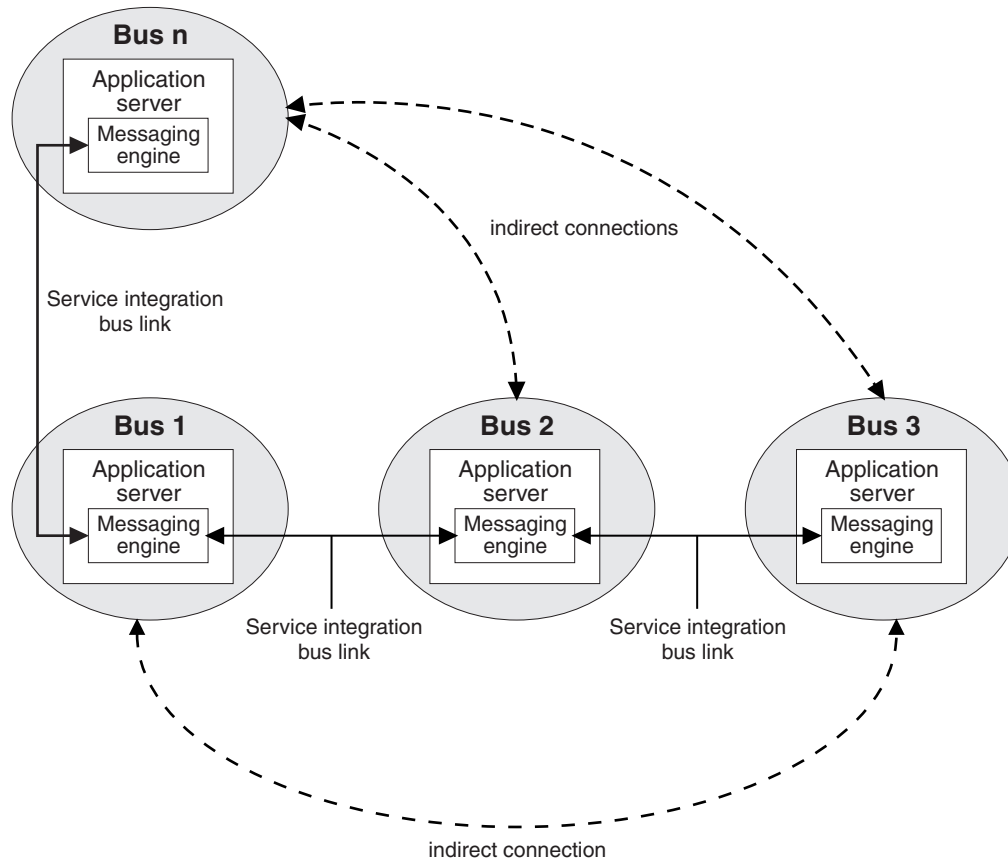 Bus n
Application
server
Messaging
engine
indirect connections
Service integration
bus link
Bus 1
Application
server
Messaging
engine
Bus 2
Application
server
Messaging
engine
Bus 3
Application
server
Messaging
engine
Service integration
bus link
Service integration
bus link
indirect connection